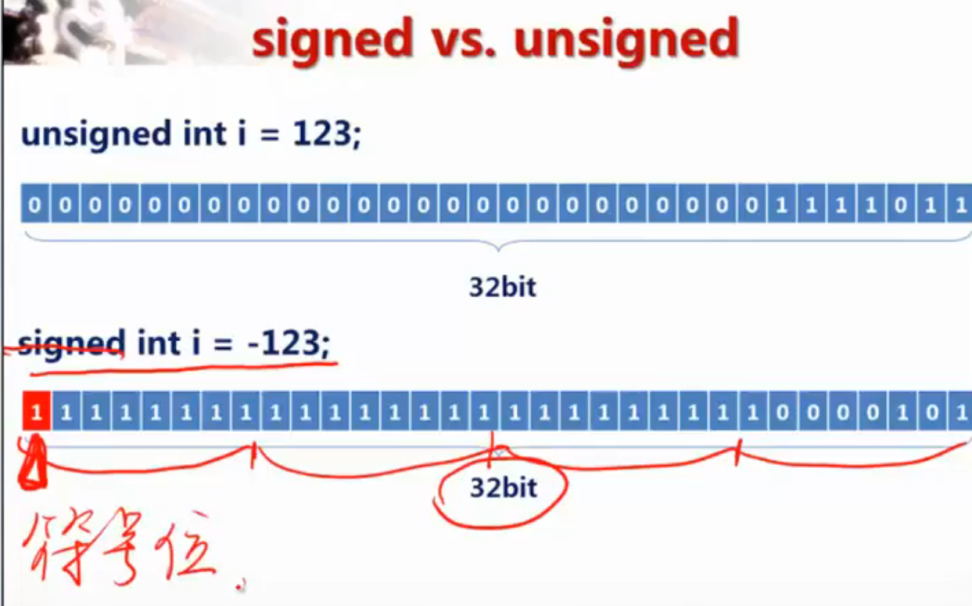 signed vs. unsigned
unsigned int i = 123;
0 0 0 0 0 0 0 0 0 0 0 0 0 0 0 0 0 0 0 0 0 0 0 0 0 1 1 1 1 0 1 1
32bit
signed int i = -123;
1 1 1 1 1 1 1 1 1 1 1 1 1 1 1 1 1 1 1 1 1 1 1 1 1 0 0 0 0 1 0 1
32bit
符号位.